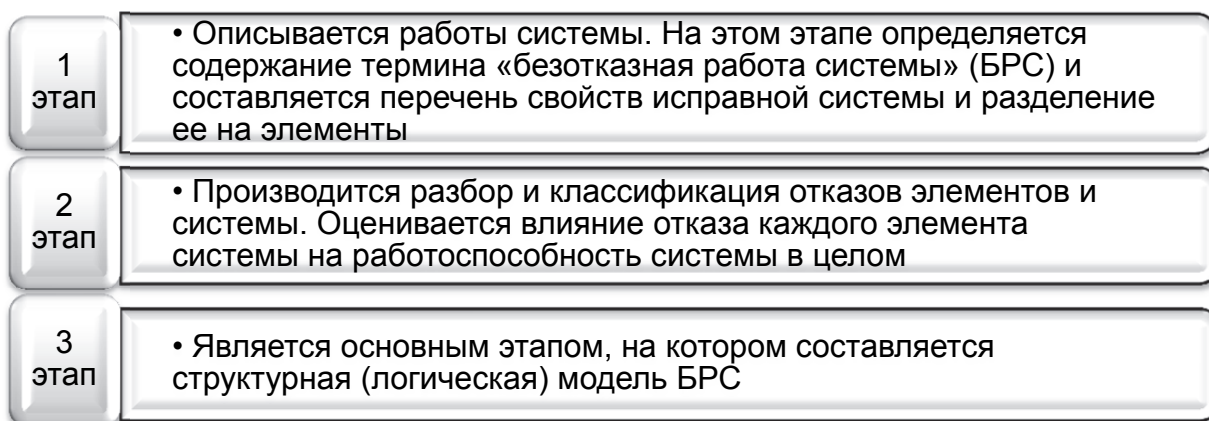 1
этап
• Описывается работы системы. На этом этапе определяется
содержание термина «безотказная работа системы» (БРС) и
составляется перечень свойств исправной системы и разделение
ее на элементы
2
этап
• Производится разбор и классификация отказов элементов и
системы. Оценивается влияние отказа каждого элемента
системы на работоспособность системы в целом
3
этап
• Является основным этапом, на котором составляется
структурная (логическая) модель БРС